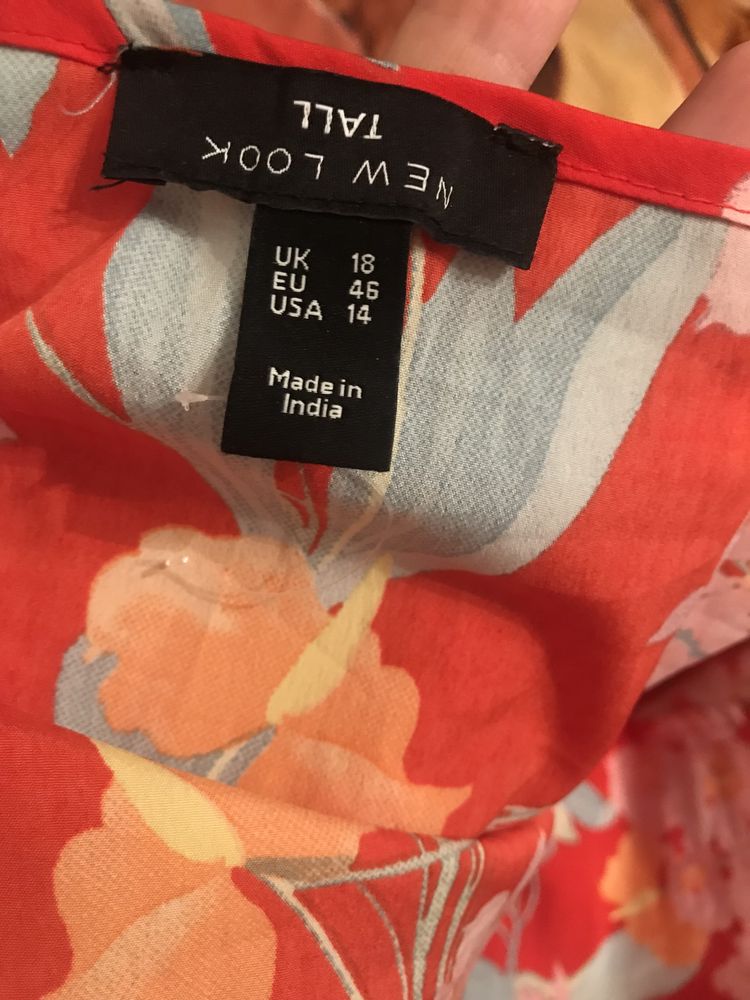 NEW LOOK
TALL
UK 18
EU 46
USA 14
Made in
India